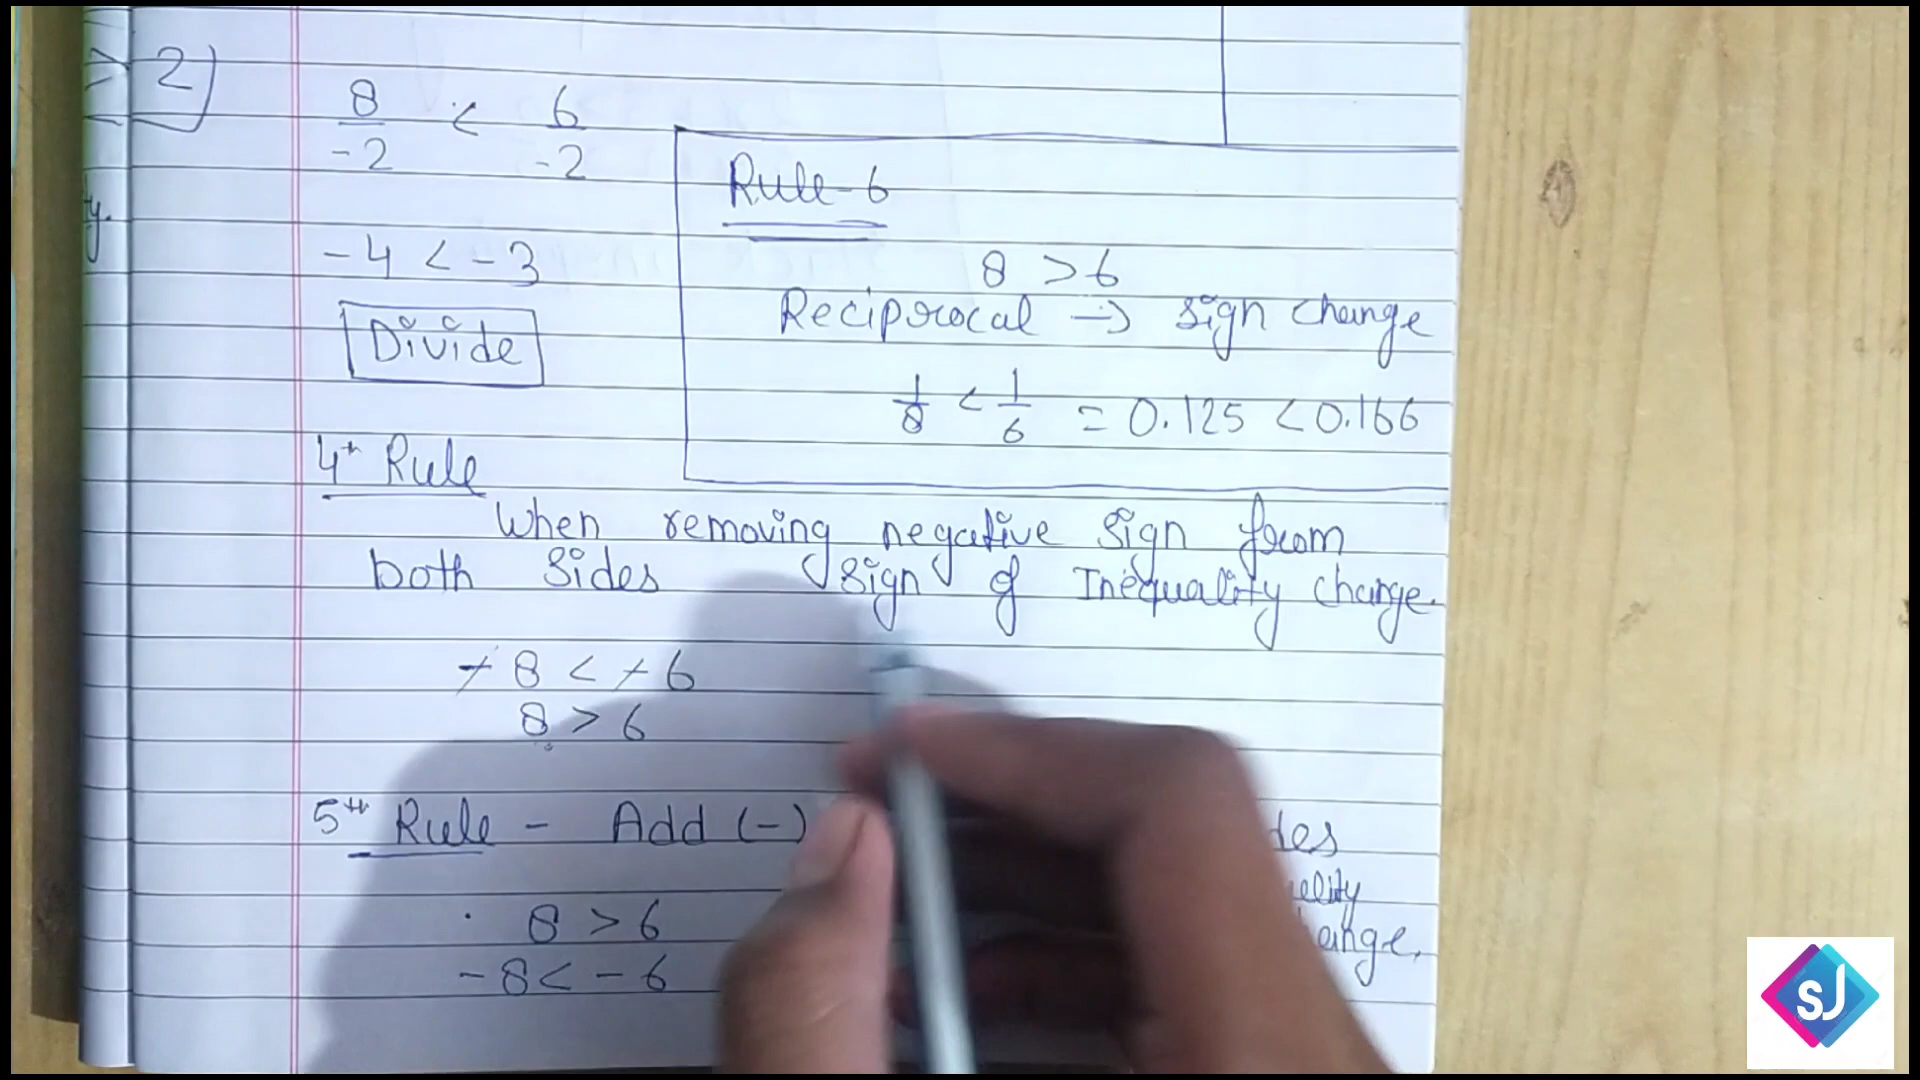 > 2)
8/-2 < 6/-2
-4 < -3
Divide
Rule-6
8 > 6
Reciprocal → sign change
1/8 < 1/6 = 0.125 < 0.166
4th Rule
When removing negative sign from
both sides sign of Inequality change.
-8 < -6
8 > 6
5th Rule - Add (-)
8 > 6
-8 < -6
SJ